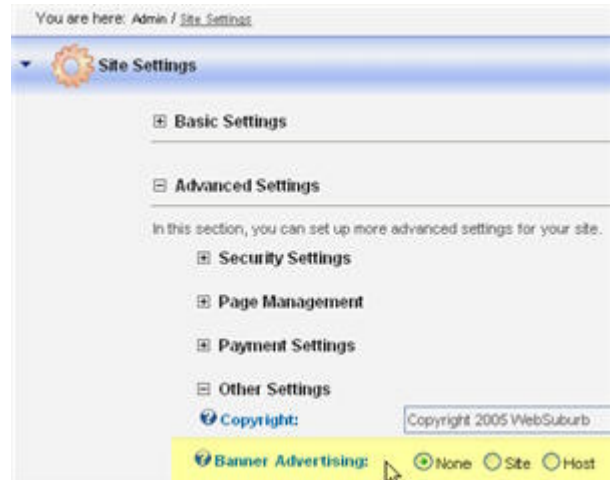 You are here: Admin / Site Settings
Site Settings
Basic Settings
Advanced Settings
In this section, you can set up more advanced settings for your site.
Security Settings
Page Management
Payment Settings
Other Settings
Copyright: Copyright 2005 WebSuburb
Banner Advertising: None Site Host